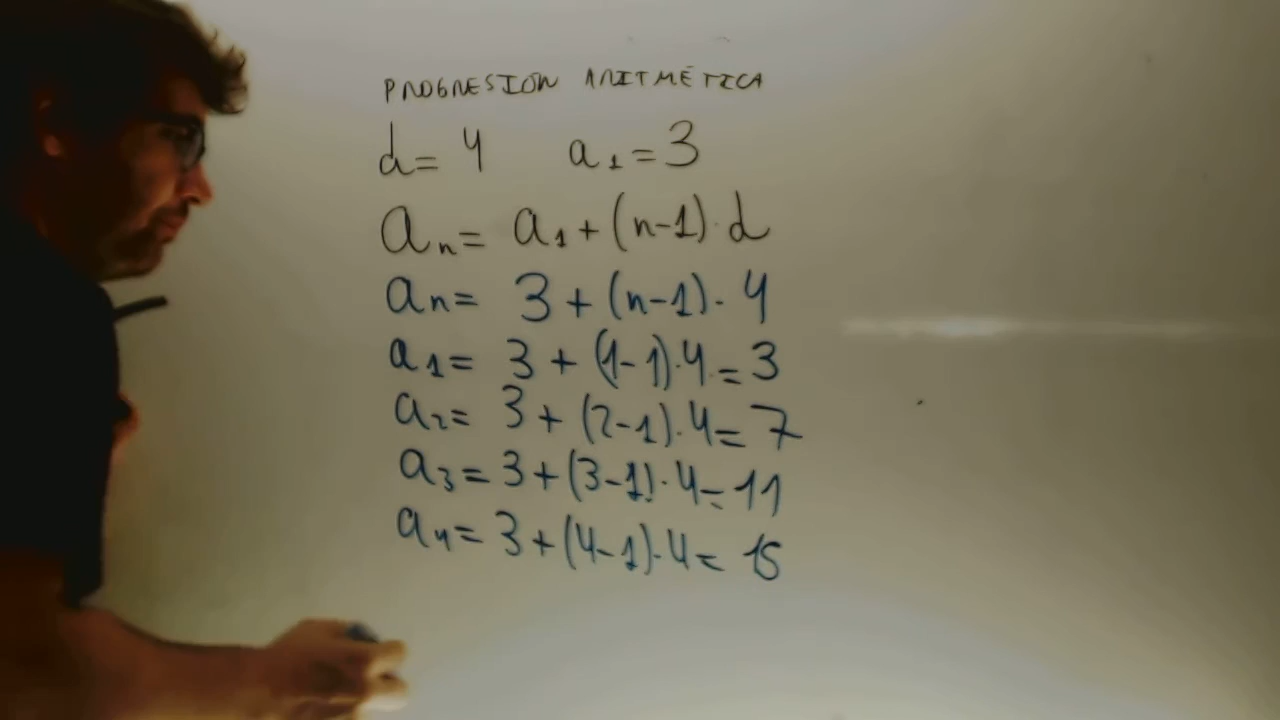 PROGRESION ARITMÉTICA
d= 4 a₁=3
aₙ= a₁+(n-1)·d
aₙ= 3+(n-1)·4
a₁= 3+(1-1)·4=3
a₂= 3+(2-1)·4=7
a₃=3+(3-1)·4=11
a₄=3+(4-1)·4=15